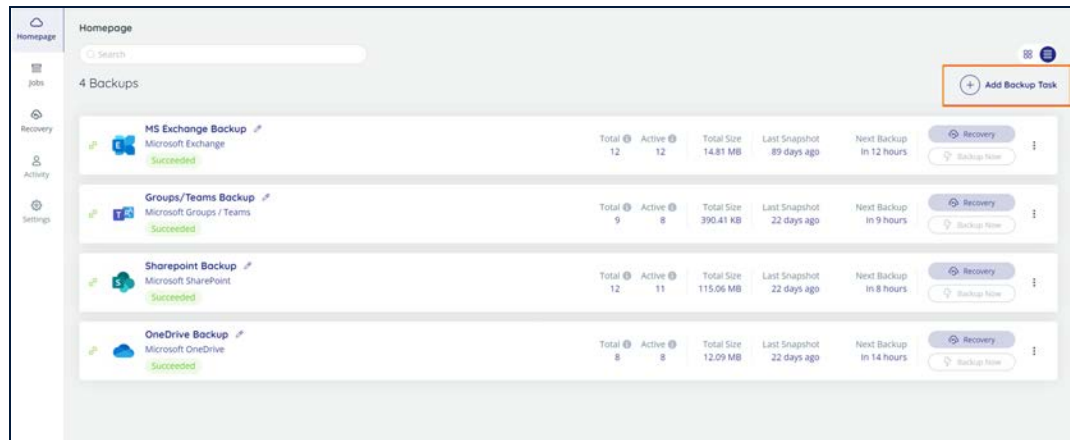 Homepage
Homepage
Search
Jobs
4 Backups
Add Backup Task
Recovery
Activity
Settings
MS Exchange Backup
Microsoft Exchange
Succeeded
Total Active Total Size Last Snapshot Next Backup
12 12 14.81 MB 89 days ago In 12 hours
Recovery
Backup Now
Groups/Teams Backup
Microsoft Groups / Teams
Succeeded
Total Active Total Size Last Snapshot Next Backup
9 8 390.41 KB 22 days ago In 9 hours
Recovery
Backup Now
Sharepoint Backup
Microsoft SharePoint
Succeeded
Total Active Total Size Last Snapshot Next Backup
12 11 115.06 MB 22 days ago In 8 hours
Recovery
Backup Now
OneDrive Backup
Microsoft OneDrive
Succeeded
Total Active Total Size Last Snapshot Next Backup
8 8 12.09 MB 22 days ago In 14 hours
Recovery
Backup Now